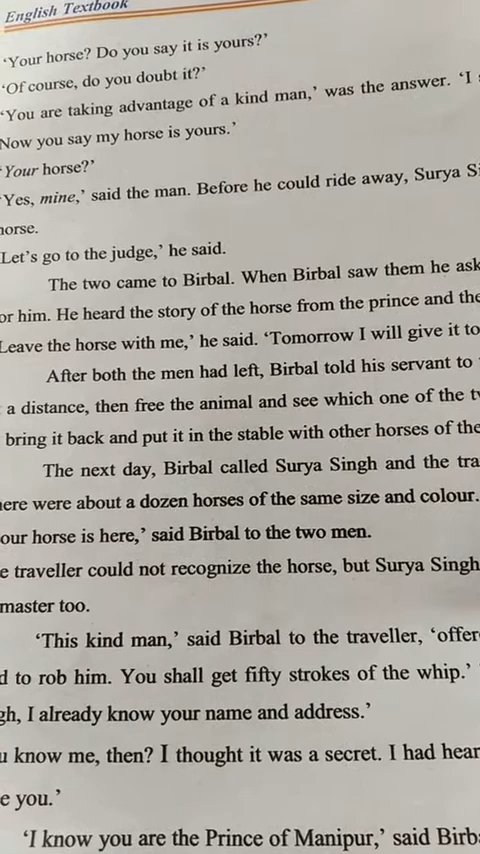 English Textbook
‘Your horse? Do you say it is yours?’
‘Of course, do you doubt it?’
‘You are taking advantage of a kind man,’ was the answer. ‘I
Now you say my horse is yours.’
‘Your horse?’
‘Yes, mine,’ said the man. Before he could ride away, Surya
horse.
Let’s go to the judge,’ he said.
The two came to Birbal. When Birbal saw them he
or him. He heard the story of the horse from the prince and the
Leave the horse with me,’ he said. ‘Tomorrow I will give it to
After both the men had left, Birbal told his servant to
a distance, then free the animal and see which one of the
bring it back and put it in the stable with other horses of the
The next day, Birbal called Surya Singh and the
ere were about a dozen horses of the same size and colour.
our horse is here,’ said Birbal to the two men.
e traveller could not recognize the horse, but Surya Singh
master too.
‘This kind man,’ said Birbal to the traveller,
d to rob him. You shall get fifty strokes of the whip.’
gh, I already know your name and address.’
u know me, then? I thought it was a secret. I had
e you.’
‘I know you are the Prince of Manipur,’ said